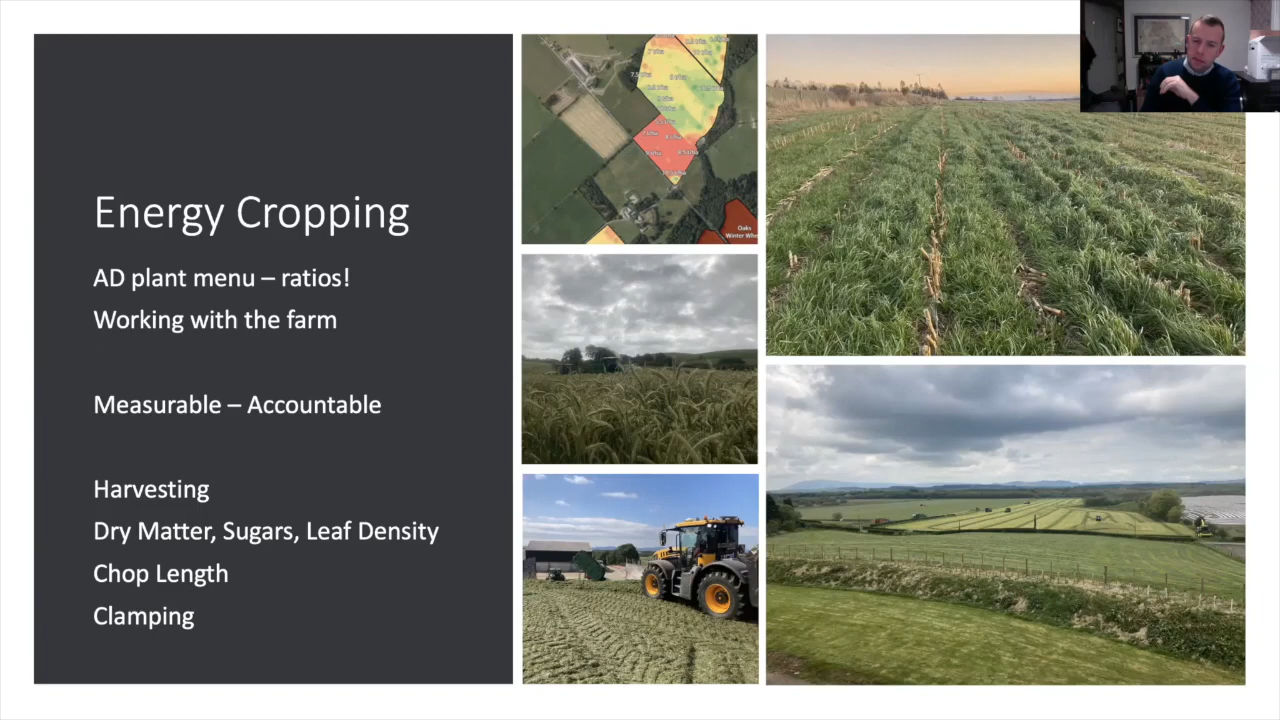 Energy Cropping
AD plant menu – ratios!
Working with the farm
Measurable – Accountable
Harvesting
Dry Matter, Sugars, Leaf Density
Chop Length
Clamping
Oaks